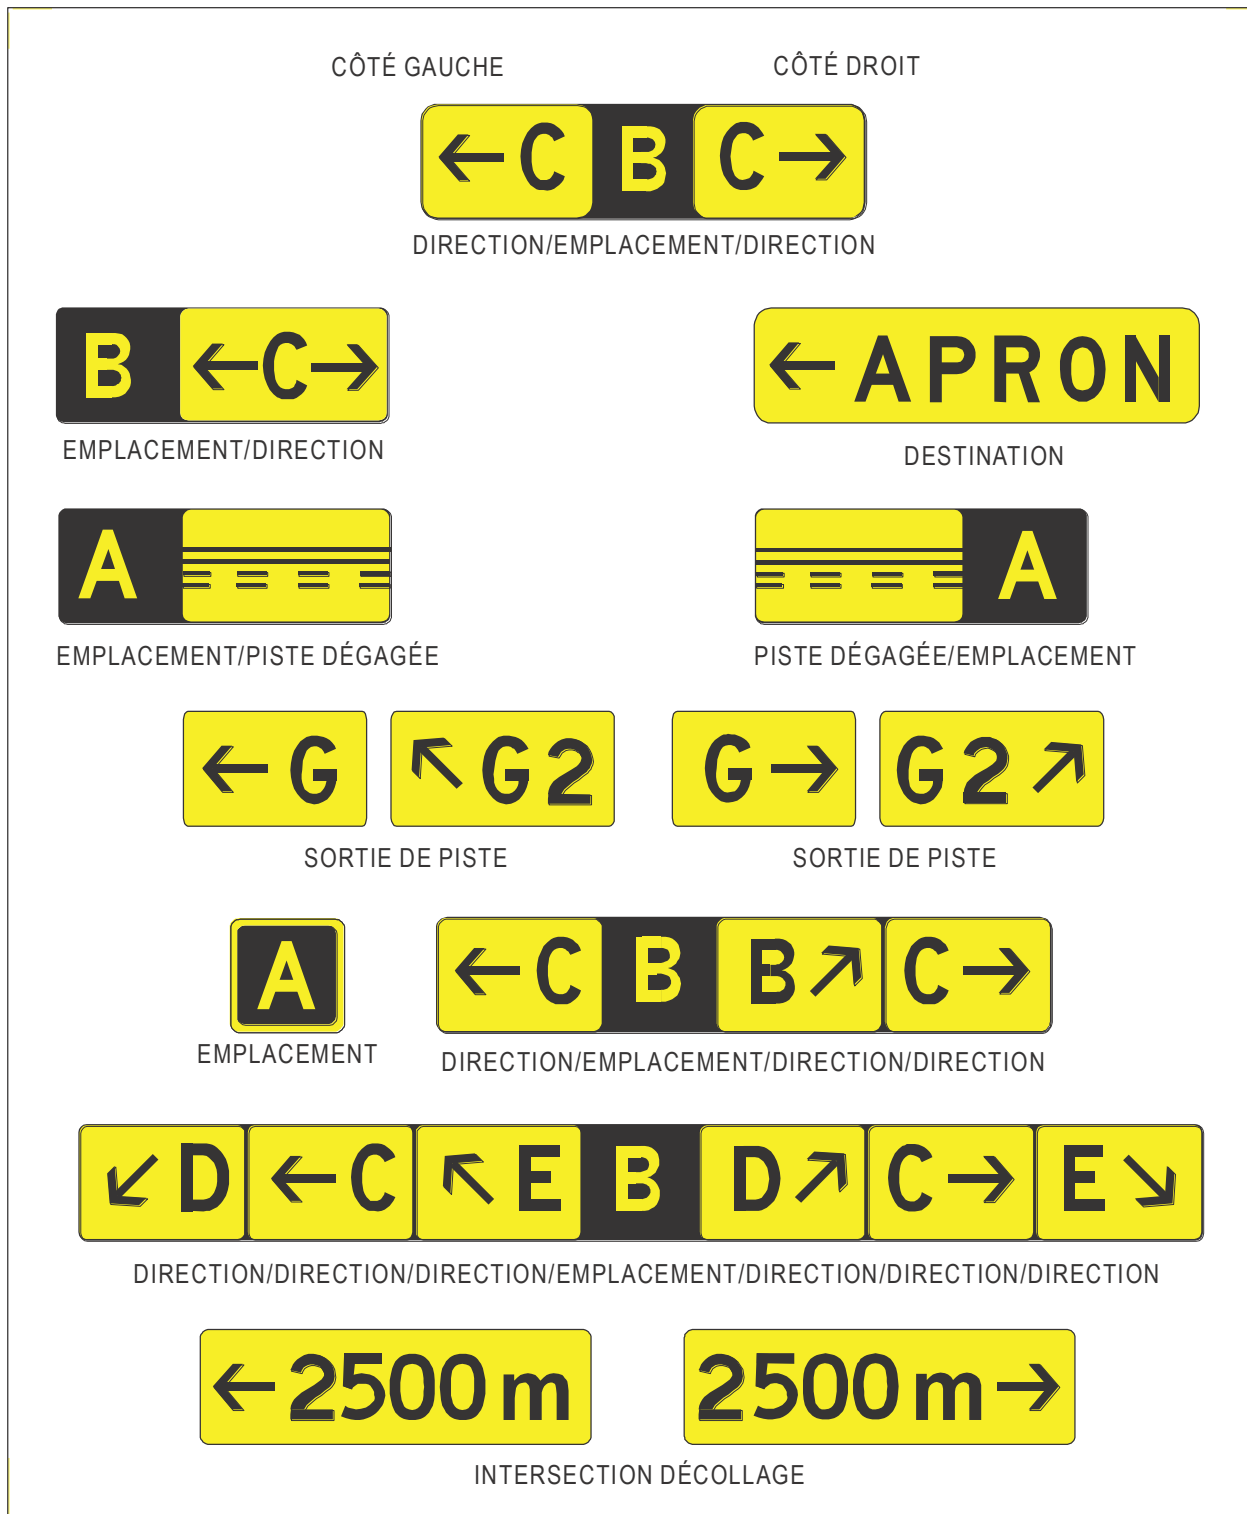 CÔTÉ GAUCHE CÔTÉ DROIT
←C B C→
DIRECTION/EMPLACEMENT/DIRECTION
B ←C→ ←APRON
EMPLACEMENT/DIRECTION DESTINATION
A A
EMPLACEMENT/PISTE DÉGAGÉE PISTE DÉGAGÉE/EMPLACEMENT
←G ↖G2 G→ G2↗
SORTIE DE PISTE SORTIE DE PISTE
A ←C B B↗ C→
EMPLACEMENT DIRECTION/EMPLACEMENT/DIRECTION/DIRECTION
↙D ←C ↖E B D↗ C→ E↘
DIRECTION/DIRECTION/DIRECTION/EMPLACEMENT/DIRECTION/DIRECTION/DIRECTION
←2500m 2500m→
INTERSECTION DÉCOLLAGE